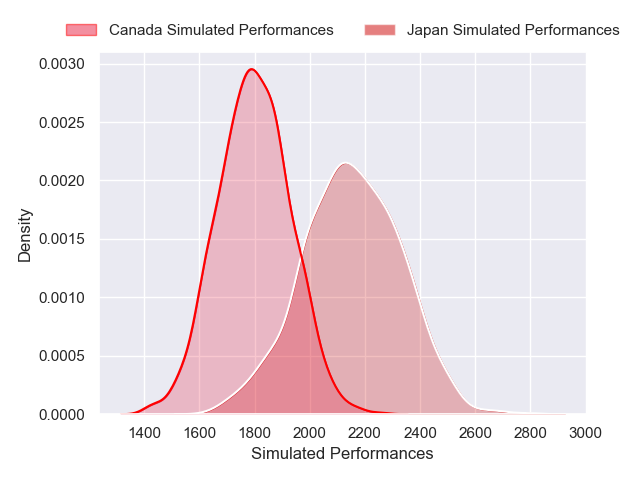 Canada Simulated Performances Japan Simulated Performances
0.0030
0.0025
0.0020
0.0015
0.0010
0.0005
0.0000
Density
1400 1600 1800 2000 2200 2400 2600 2800 3000
Simulated Performances